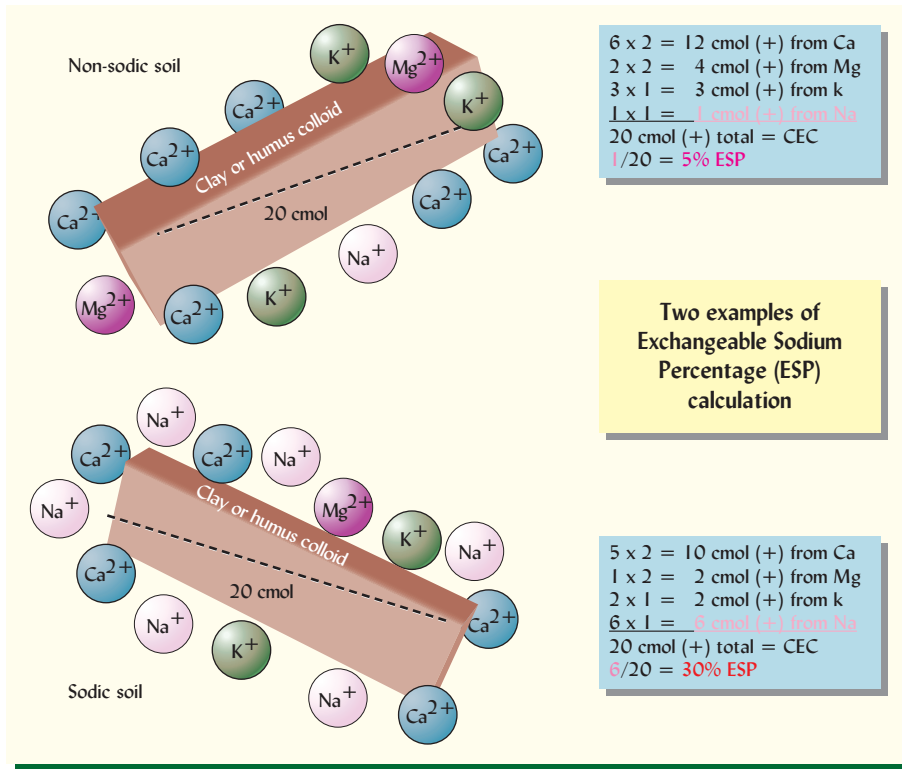 Non-sodic soil
K+
Mg2+
K+
Ca2+
Ca2+
Ca2+
Clay or humus colloid
20 cmol
Ca2+
Ca2+
Na+
K+
Mg2+
Ca2+
6 x 2 = 12 cmol (+) from Ca
2 x 2 = 4 cmol (+) from Mg
3 x 1 = 3 cmol (+) from k
1 x 1 = 1 cmol (+) from Na
20 cmol (+) total = CEC
1/20 = 5% ESP
Two examples of
Exchangeable Sodium
Percentage (ESP)
calculation
Na+
Ca2+
Ca2+
Na+
Na+
Mg2+
K+
Na+
Clay or humus colloid
20 cmol
Ca2+
Ca2+
Na+
K+
Na+
Ca2+
Sodic soil
5 x 2 = 10 cmol (+) from Ca
1 x 2 = 2 cmol (+) from Mg
2 x 1 = 2 cmol (+) from k
6 x 1 = 6 cmol (+) from Na
20 cmol (+) total = CEC
6/20 = 30% ESP